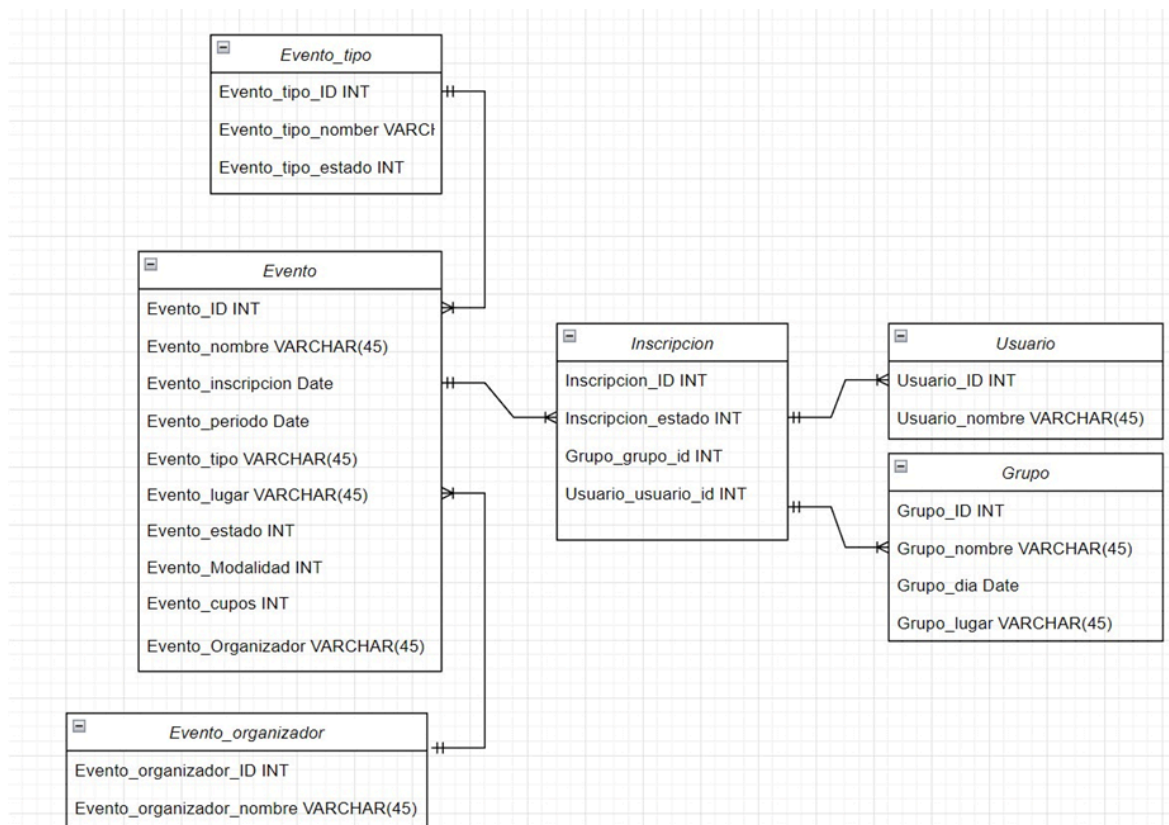 Evento_tipo
Evento_tipo_ID INT
Evento_tipo_nomber VARCH
Evento_tipo_estado INT
Evento
Evento_ID INT
Evento_nombre VARCHAR(45)
Evento_inscripcion Date
Evento_periodo Date
Evento_tipo VARCHAR(45)
Evento_lugar VARCHAR(45)
Evento_estado INT
Evento_Modalidad INT
Evento_cupos INT
Evento_Organizador VARCHAR(45)
Inscripcion
Inscripcion_ID INT
Inscripcion_estado INT
Grupo_grupo_id INT
Usuario_usuario_id INT
Usuario
Usuario_ID INT
Usuario_nombre VARCHAR(45)
Grupo
Grupo_ID INT
Grupo_nombre VARCHAR(45)
Grupo_dia Date
Grupo_lugar VARCHAR(45)
Evento_organizador
Evento_organizador_ID INT
Evento_organizador_nombre VARCHAR(45)